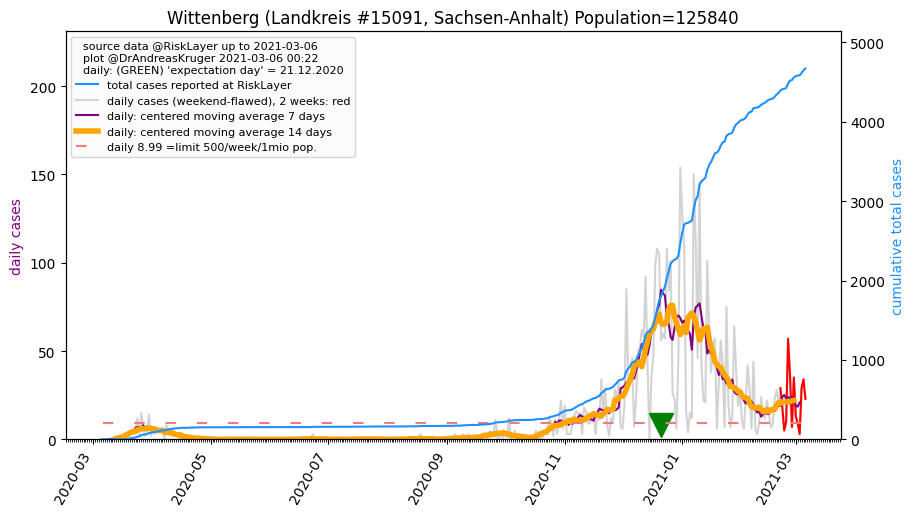 Wittenberg (Landkreis #15091, Sachsen-Anhalt) Population=125840
source data @RiskLayer up to 2021-03-06
plot @DrAndreasKruger 2021-03-06 00:22
daily: (GREEN) 'expectation day' = 21.12.2020
total cases reported at RiskLayer
daily cases (weekend-flawed), 2 weeks: red
daily: centered moving average 7 days
daily: centered moving average 14 days
daily 8.99 =limit 500/week/1mio pop.
daily cases
0
50
100
150
200
cumulative total cases
0
1000
2000
3000
4000
5000
2020-03
2020-05
2020-07
2020-09
2020-11
2021-01
2021-03